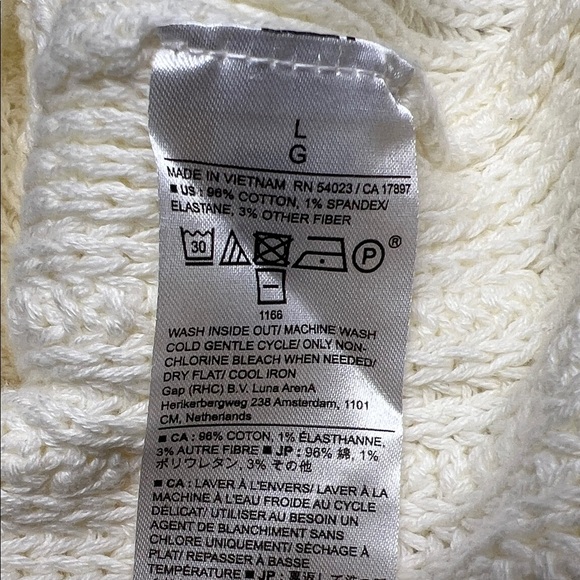 L
G
MADE IN VIETNAM RN 54023 / CA 17897
■ US : 96% COTTON, 1% SPANDEX/
ELASTANE, 3% OTHER FIBER
30 P ®
1166
WASH INSIDE OUT/ MACHINE WASH
COLD GENTLE CYCLE/ ONLY NON-
CHLORINE BLEACH WHEN NEEDED/
DRY FLAT/ COOL IRON
Gap (RHC) B.V. Luna ArenA
Herikerbergweg 238 Amsterdam, 1101
CM, Netherlands
■ CA : 96% COTON, 1% ÉLASTHANNE,
3% AUTRE FIBRE ■ JP : 96% 綿, 1%
ポリウレタン, 3% その他
■ CA : LAVER À L'ENVERS/ LAVER À LA
MACHINE À L'EAU FROIDE AU CYCLE
DÉLICAT/ UTILISER AU BESOIN UN
AGENT DE BLANCHIMENT SANS
CHLORE UNIQUEMENT/ SÉCHAGE À
PLAT/ REPASSER À BASSE
TEMPÉRATURE ■ JP :